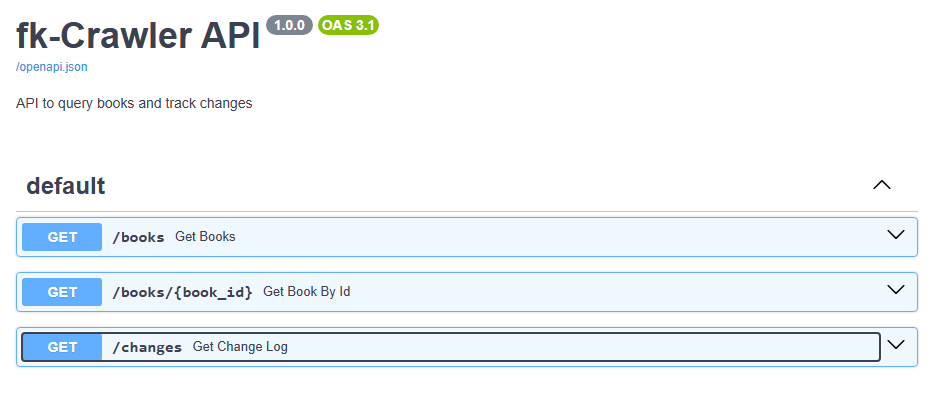 fk-Crawler API 1.0.0 OAS 3.1
/openapi.json
API to query books and track changes
default
GET /books Get Books
GET /books/{book_id} Get Book By Id
GET /changes Get Change Log